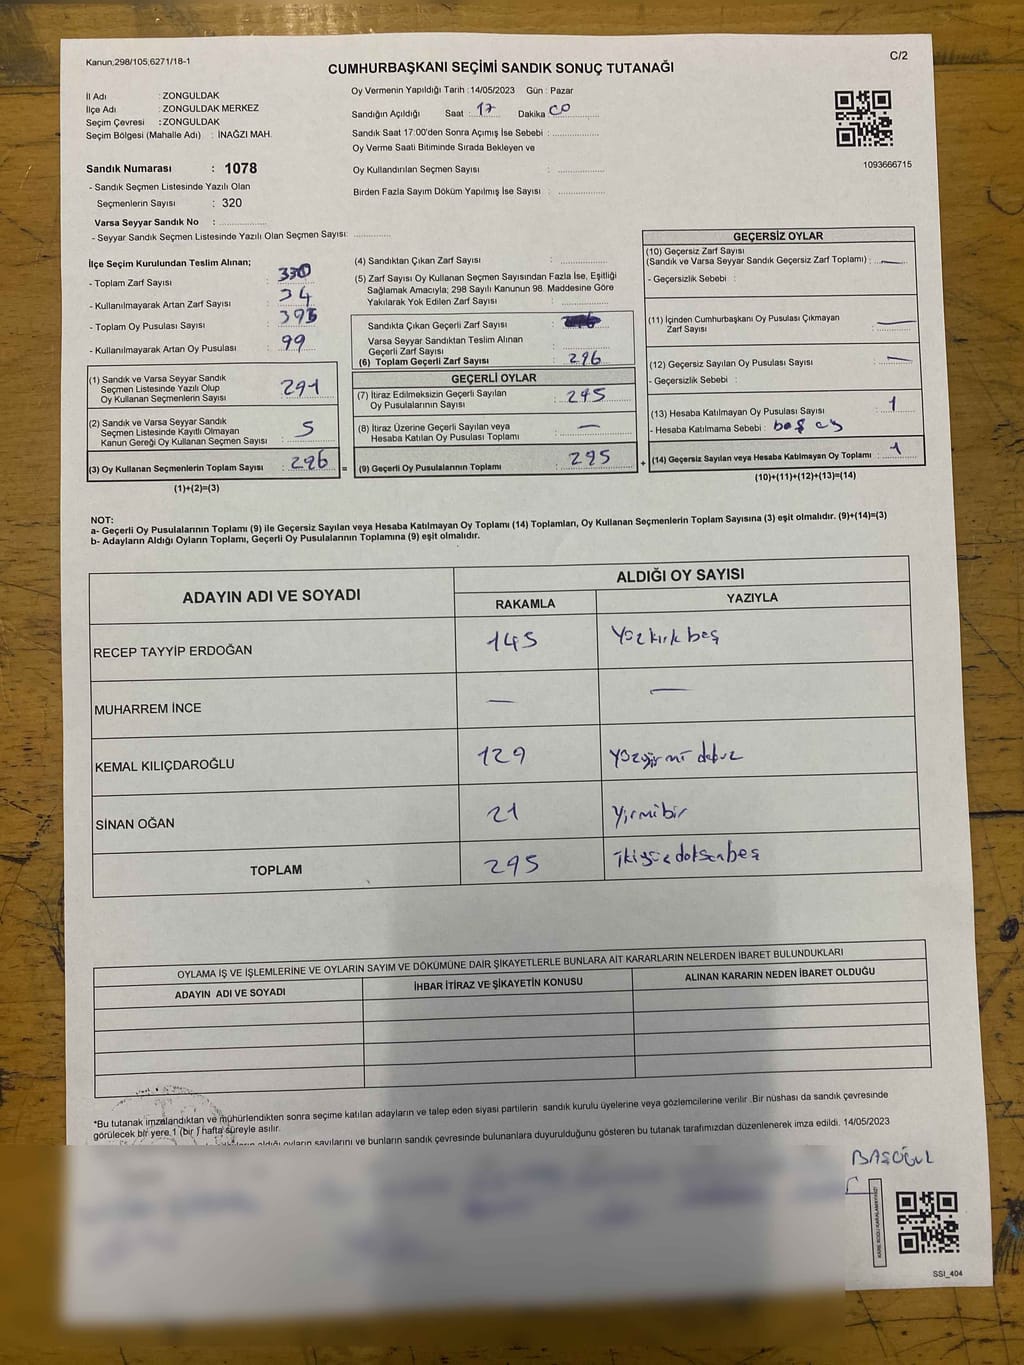 Kanun;298/105,6271/18-1
C/2
CUMHURBAŞKANI SEÇİMİ SANDIK SONUÇ TUTANAĞI
İl Adı : ZONGULDAK
İlçe Adı : ZONGULDAK MERKEZ
Seçim Çevresi : ZONGULDAK
Seçim Bölgesi (Mahalle Adı) : İNAĞZI MAH.
Sandık Numarası : 1078
- Sandık Seçmen Listesinde Yazılı Olan
Seçmenlerin Sayısı : 320
Varsa Seyyar Sandık No :
- Seyyar Sandık Seçmen Listesinde Yazılı Olan Seçmen Sayısı:
Oy Vermenin Yapıldığı Tarih :14/05/2023 Gün : Pazar
Sandığın Açıldığı Saat : 17 Dakika
Sandık Saat 17:00'den Sonra Açımış İse Sebebi :
Oy Verme Saati Bitiminde Sırada Bekleyen ve
Oy Kullandırılan Seçmen Sayısı :
Birden Fazla Sayım Döküm Yapılmış İse Sayısı :
1093666715
İlçe Seçim Kurulundan Teslim Alınan;
- Toplam Zarf Sayısı : 330
- Kullanılmayarak Artan Zarf Sayısı : 34
- Toplam Oy Pusulası Sayısı : 395
- Kullanılmayarak Artan Oy Pusulası : 99
(1) Sandık ve Varsa Seyyar Sandık
Seçmen Listesinde Yazılı Olup
Oy Kullanan Seçmenlerin Sayısı : 291
(2) Sandık ve Varsa Seyyar Sandık
Seçmen Listesinde Kayıtlı Olmayan
Kanun Gereği Oy Kullanan Seçmen Sayısı : 5
(3) Oy Kullanan Seçmenlerin Toplam Sayısı : 296 =
(1)+(2)=(3)
(4) Sandıktan Çıkan Zarf Sayısı :
(5) Zarf Sayısı Oy Kullanan Seçmen Sayısından Fazla İse, Eşitliği
Sağlamak Amacıyla; 298 Sayılı Kanunun 98. Maddesine Göre
Yakılarak Yok Edilen Zarf Sayısı :
Sandıkta Çıkan Geçerli Zarf Sayısı :
Varsa Seyyar Sandıktan Teslim Alınan
Geçerli Zarf Sayısı :
(6) Toplam Geçerli Zarf Sayısı : 296
GEÇERLİ OYLAR
(7) İtiraz Edilmeksizin Geçerli Sayılan
Oy Pusulalarının Sayısı : 295
(8) İtiraz Üzerine Geçerli Sayılan veya
Hesaba Katılan Oy Pusulası Toplamı : —
(9) Geçerli Oy Pusulalarının Toplamı : 295 +
GEÇERSİZ OYLAR
(10) Geçersiz Zarf Sayısı
(Sandık ve Varsa Seyyar Sandık Geçersiz Zarf Toplamı) : —
- Geçersizlik Sebebi :
(11) İçinden Cumhurbaşkanı Oy Pusulası Çıkmayan
Zarf Sayısı : —
(12) Geçersiz Sayılan Oy Pusulası Sayısı : —
- Geçersizlik Sebebi :
(13) Hesaba Katılmayan Oy Pusulası Sayısı : 1
- Hesaba Katılmama Sebebi : boş oy
(14) Geçersiz Sayılan veya Hesaba Katılmayan Oy Toplamı : 1
(10)+(11)+(12)+(13)=(14)
NOT:
a- Geçerli Oy Pusulalarının Toplamı (9) ile Geçersiz Sayılan veya Hesaba Katılmayan Oy Toplamı (14) Toplamları, Oy Kullanan Seçmenlerin Toplam Sayısına (3) eşit olmalıdır. (9)+(14)=(3)
b- Adayların Aldığı Oyların Toplamı, Geçerli Oy Pusulalarının Toplamına (9) eşit olmalıdır.
ADAYIN ADI VE SOYADI ALDIĞI OY SAYISI
RAKAMLA YAZIYLA
RECEP TAYYİP ERDOĞAN 145 Yüzkırk beş
MUHARREM İNCE — —
KEMAL KILIÇDAROĞLU 129 yüzyirmi dokuz
SİNAN OĞAN 21 Yirmibir
TOPLAM 295 ikiyüz doksanbeş
OYLAMA İŞ VE İŞLEMLERİNE VE OYLARIN SAYIM VE DÖKÜMÜNE DAİR ŞİKAYETLERLE BUNLARA AİT KARARLARIN NELERDEN İBARET BULUNDUKLARI
ADAYIN ADI VE SOYADI İHBAR İTİRAZ VE ŞİKAYETİN KONUSU ALINAN KARARIN NEDEN İBARET OLDUĞU
*Bu tutanak imzalandıktan ve mühürlendikten sonra seçime katılan adayların ve talep eden siyasi partilerin sandık kurulu üyelerine veya gözlemcilerine verilir .Bir nüshası da sandık çevresinde
görülecek bir yere 1 (bir ) hafta süreyle asılır.
oyların sayılarını ve bunların sandık çevresinde bulunanlara duyurulduğunu gösteren bu tutanak tarafımızdan düzenlenerek imza edildi. 14/05/2023
BAŞOĞUL
KARE KODU KARALAMAYINIZ!
SSI_404